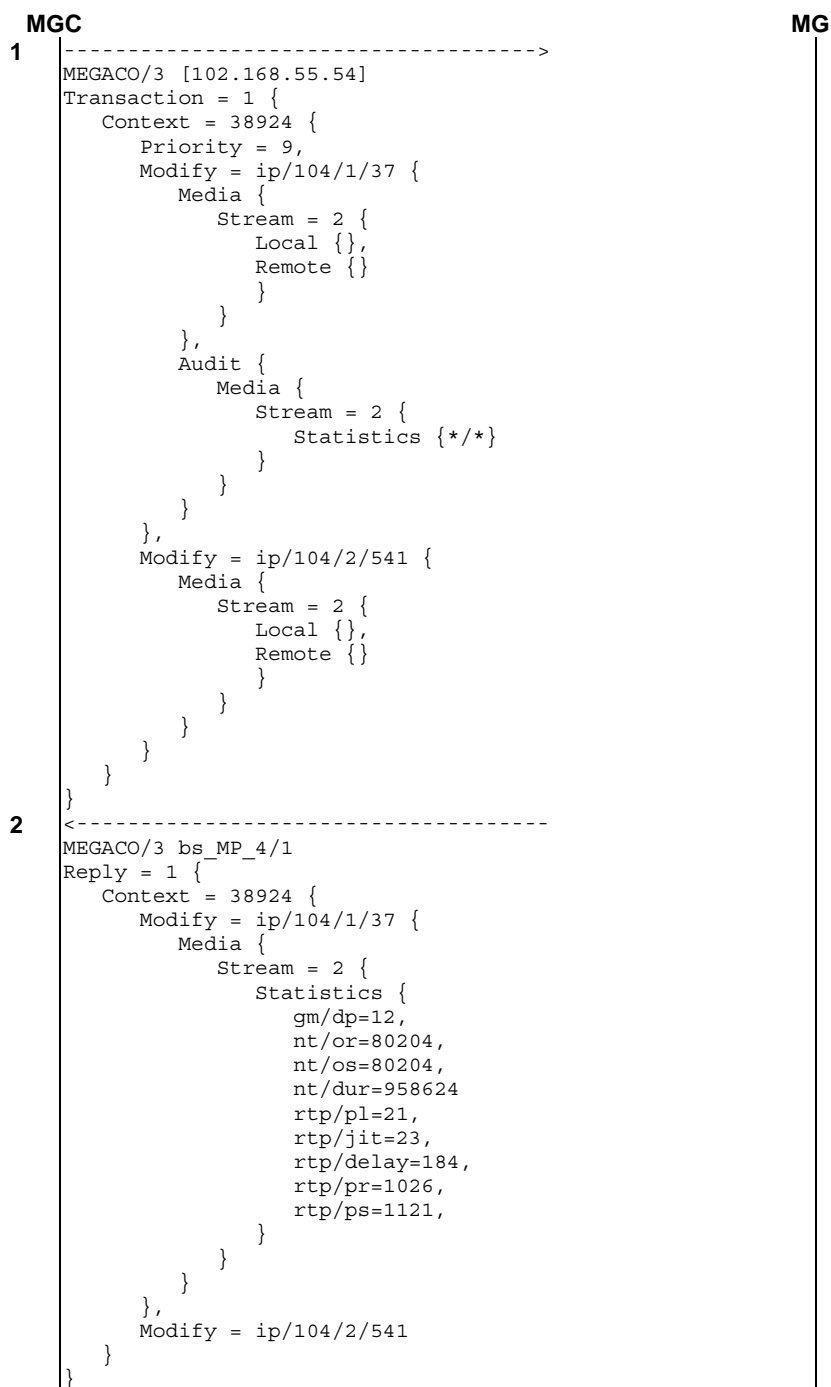 MGC MG
1 ------------------------------------->
MEGACO/3 [102.168.55.54]
Transaction = 1 {
   Context = 38924 {
      Priority = 9,
      Modify = ip/104/1/37 {
         Media {
            Stream = 2 {
               Local {},
               Remote {}
               }
            }
         },
         Audit {
            Media {
               Stream = 2 {
                  Statistics {*/*}
               }
            }
         }
      },
      Modify = ip/104/2/541 {
         Media {
            Stream = 2 {
               Local {},
               Remote {}
               }
            }
         }
      }
   }
}
2 <-------------------------------------
MEGACO/3 bs_MP_4/1
Reply = 1 {
   Context = 38924 {
      Modify = ip/104/1/37 {
         Media {
            Stream = 2 {
               Statistics {
                  gm/dp=12,
                  nt/or=80204,
                  nt/os=80204,
                  nt/dur=958624
                  rtp/pl=21,
                  rtp/jit=23,
                  rtp/delay=184,
                  rtp/pr=1026,
                  rtp/ps=1121,
               }
            }
         }
      },
      Modify = ip/104/2/541
   }
}